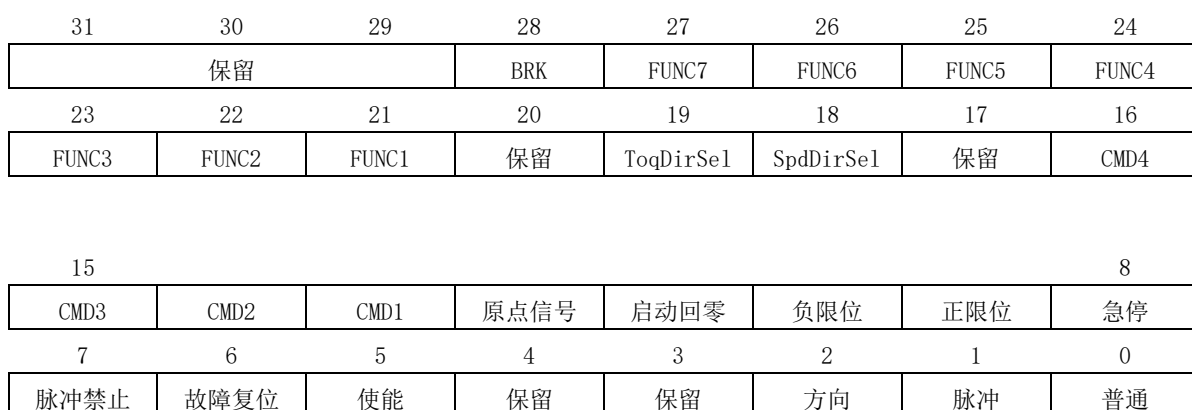 31 30 29 28 27 26 25 24
保留 BRK FUNC7 FUNC6 FUNC5 FUNC4
23 22 21 20 19 18 17 16
FUNC3 FUNC2 FUNC1 保留 ToqDirSel SpdDirSel 保留 CMD4
15 8
CMD3 CMD2 CMD1 原点信号 启动回零 负限位 正限位 急停
7 6 5 4 3 2 1 0
脉冲禁止 故障复位 使能 保留 保留 方向 脉冲 普通